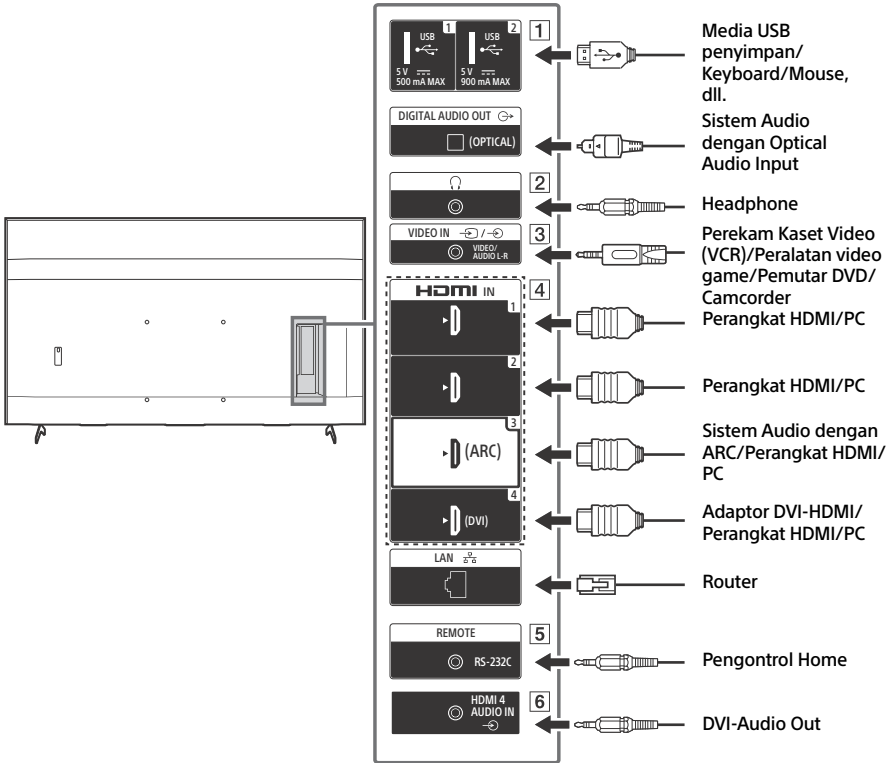 1
USB
5 V
500 mA MAX
2
USB
5 V
900 mA MAX
1
Media USB
penyimpan/
Keyboard/Mouse,
dll.
DIGITAL AUDIO OUT
(OPTICAL)
Sistem Audio
dengan Optical
Audio Input
2
Headphone
VIDEO IN /
VIDEO/
AUDIO L-R
3
Perekam Kaset Video
(VCR)/Peralatan video
game/Pemutar DVD/
Camcorder
HDMI IN
4
1
Perangkat HDMI/PC
2
Perangkat HDMI/PC
3
(ARC)
Sistem Audio dengan
ARC/Perangkat HDMI/
PC
4
(DVI)
Adaptor DVI-HDMI/
Perangkat HDMI/PC
LAN
Router
REMOTE
5
RS-232C
Pengontrol Home
HDMI 4
AUDIO IN
6
DVI-Audio Out